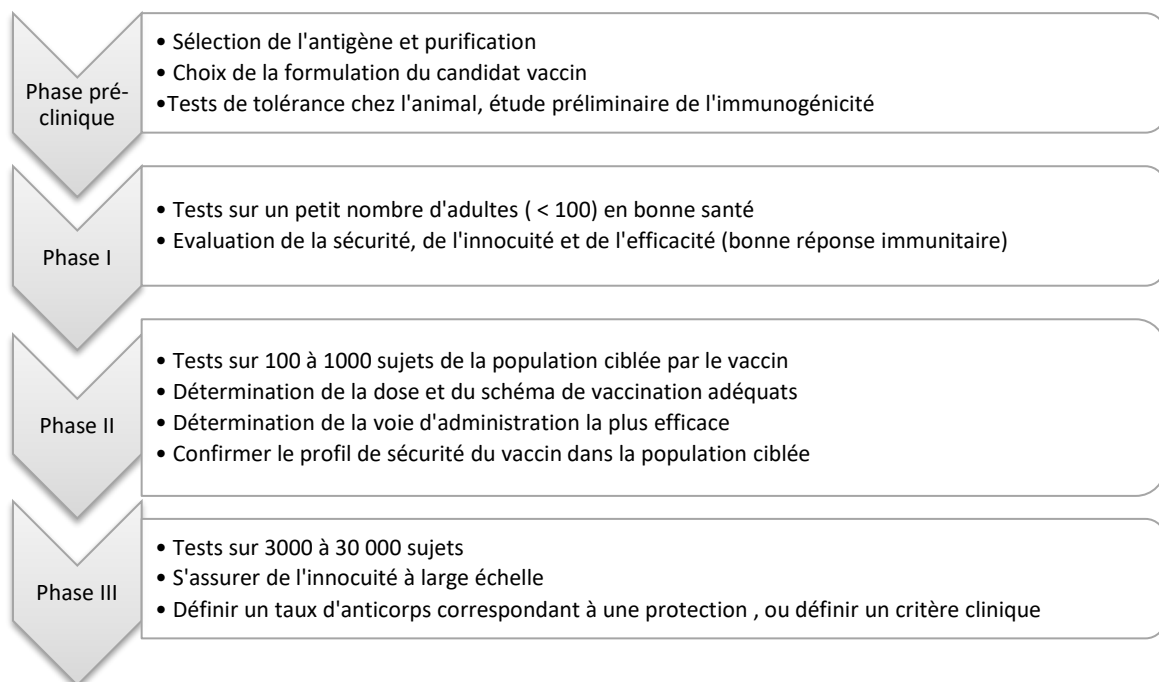 Phase pré-
clinique
• Sélection de l'antigène et purification
• Choix de la formulation du candidat vaccin
•Tests de tolérance chez l'animal, étude préliminaire de l'immunogénicité
Phase I
• Tests sur un petit nombre d'adultes ( < 100) en bonne santé
• Evaluation de la sécurité, de l'innocuité et de l'efficacité (bonne réponse immunitaire)
Phase II
• Tests sur 100 à 1000 sujets de la population ciblée par le vaccin
• Détermination de la dose et du schéma de vaccination adéquats
• Détermination de la voie d'administration la plus efficace
• Confirmer le profil de sécurité du vaccin dans la population ciblée
Phase III
• Tests sur 3000 à 30 000 sujets
• S'assurer de l'innocuité à large échelle
• Définir un taux d'anticorps correspondant à une protection , ou définir un critère clinique